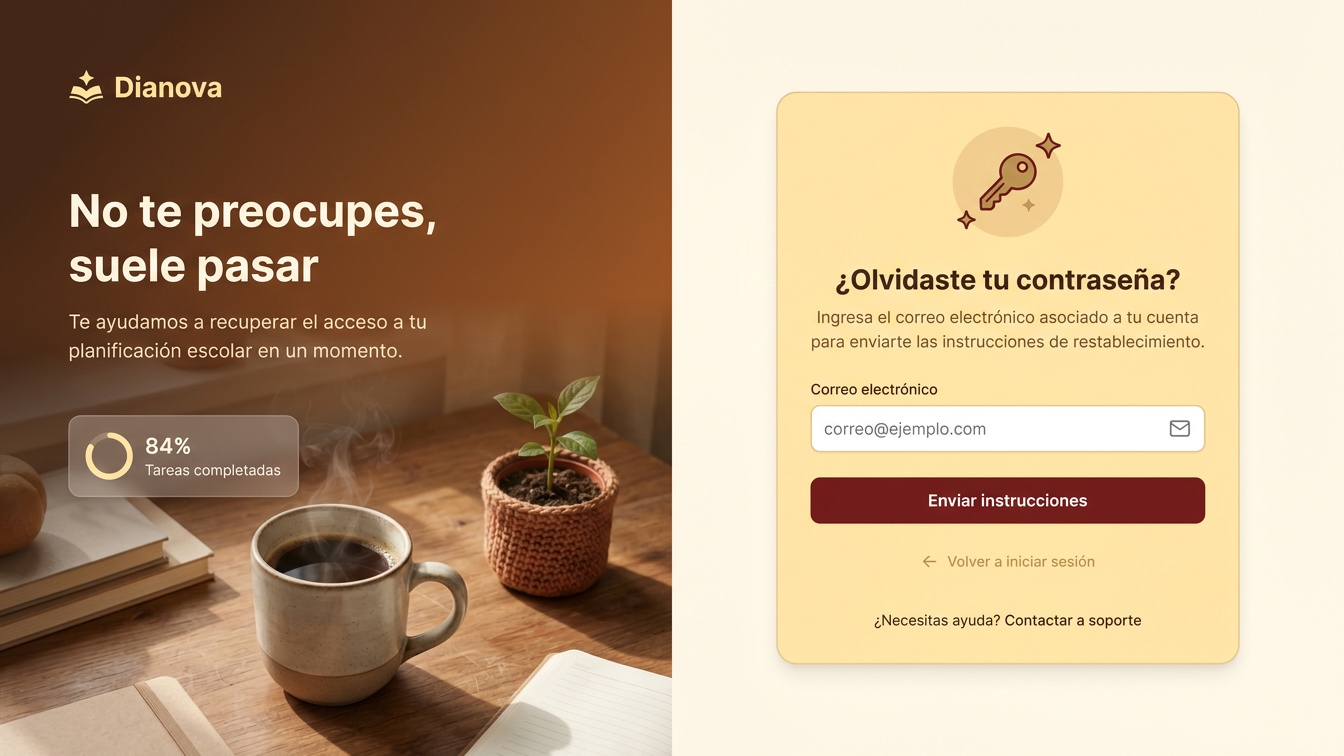 Dianova
No te preocupes,
suele pasar
Te ayudamos a recuperar el acceso a tu
planificación escolar en un momento.
84%
Tareas completadas
¿Olvidaste tu contraseña?
Ingresa el correo electrónico asociado a tu cuenta
para enviarte las instrucciones de restablecimiento.
Correo electrónico
correo@ejemplo.com
Enviar instrucciones
← Volver a iniciar sesión
¿Necesitas ayuda? Contactar a soporte